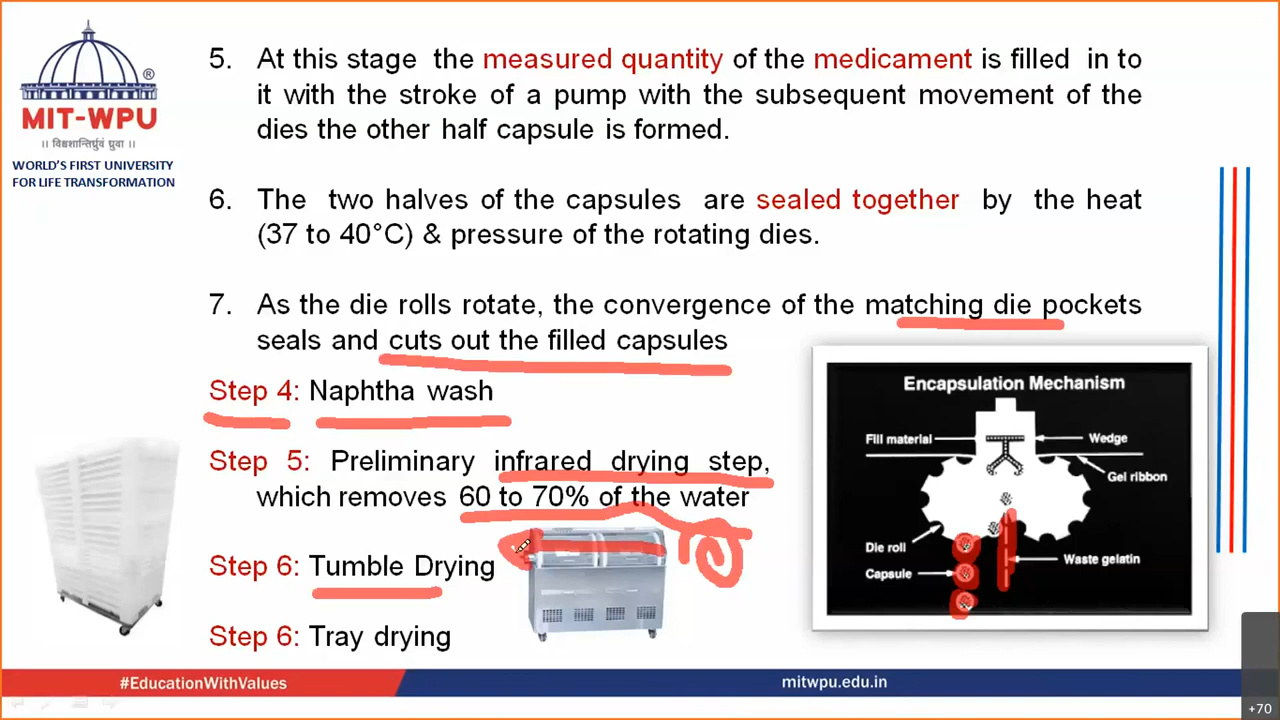 ®
MIT-WPU
।। विश्वशान्तिर्ध्रुवं ध्रुवा ।।
WORLD'S FIRST UNIVERSITY
FOR LIFE TRANSFORMATION
5. At this stage the measured quantity of the medicament is filled in to
it with the stroke of a pump with the subsequent movement of the
dies the other half capsule is formed.
6. The two halves of the capsules are sealed together by the heat
(37 to 40°C) & pressure of the rotating dies.
7. As the die rolls rotate, the convergence of the matching die pockets
seals and cuts out the filled capsules
Step 4: Naphtha wash
Step 5: Preliminary infrared drying step,
which removes 60 to 70% of the water
Step 6: Tumble Drying
Step 6: Tray drying
Encapsulation Mechanism
Fill material
Wedge
Gel ribbon
Die roll
Waste gelatin
Capsule
#EducationWithValues
mitwpu.edu.in
+70